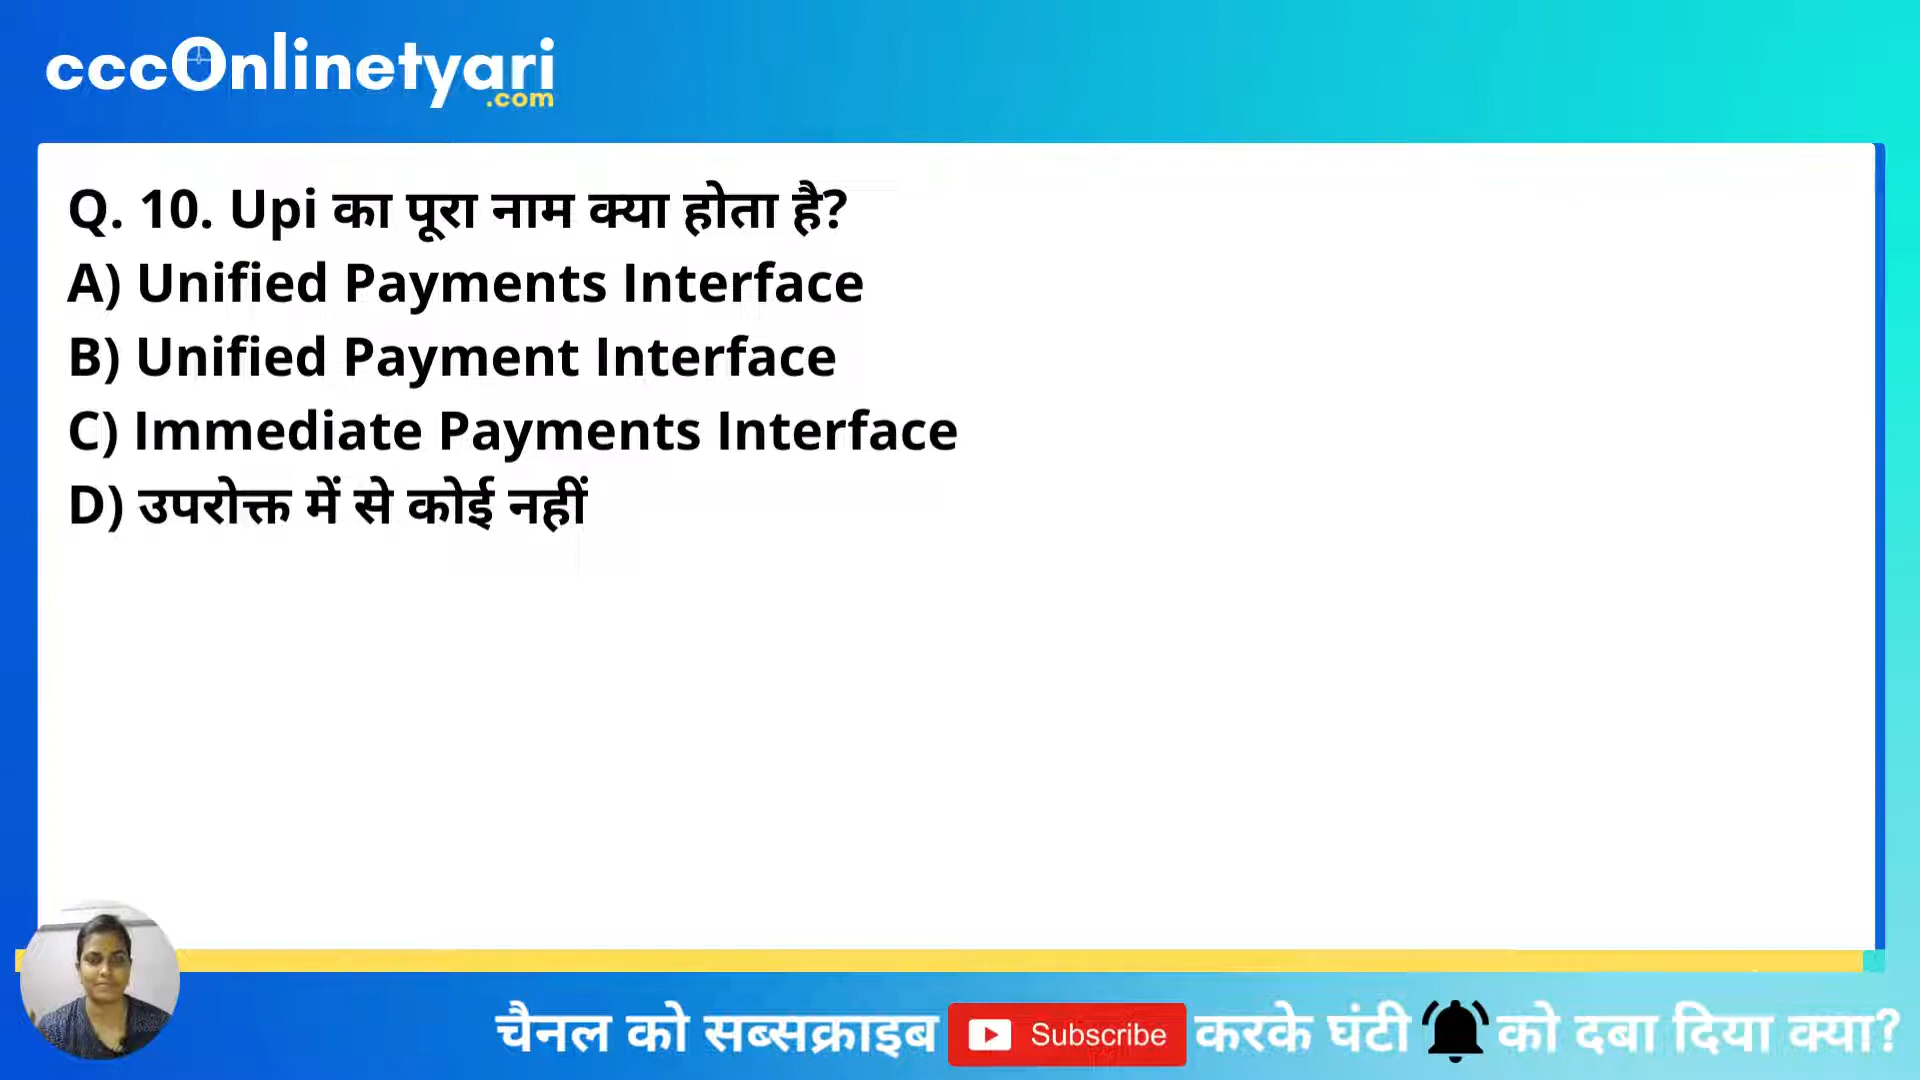 cccOnlinetyari
.com
Q. 10. Upi का पूरा नाम क्या होता है?
A) Unified Payments Interface
B) Unified Payment Interface
C) Immediate Payments Interface
D) उपरोक्त में से कोई नहीं
चैनल को सब्सक्राइब Subscribe करके घंटी को दबा दिया क्या?